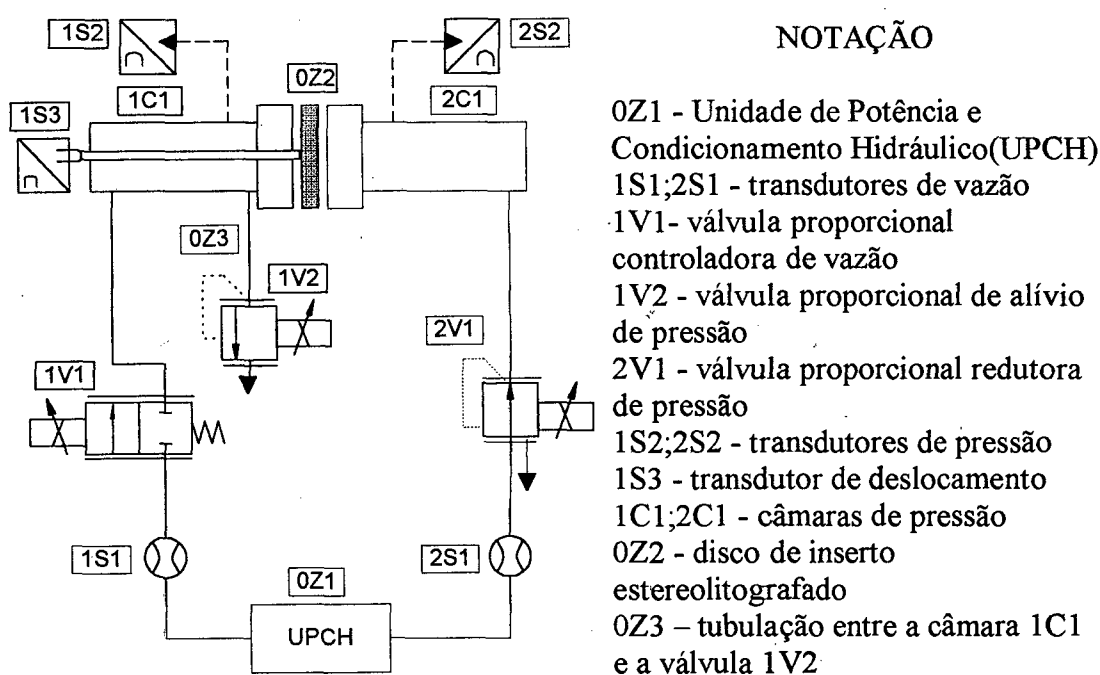 1S2
2S2
0Z2
1C1
2C1
1S3
0Z3
1V2
2V1
1V1
1S1
2S1
0Z1
UPCH
NOTAÇÃO
0Z1 - Unidade de Potência e
Condicionamento Hidráulico(UPCH)
1S1;2S1 - transdutores de vazão
1V1- válvula proporcional
controladora de vazão
1V2 - válvula proporcional de alívio
de pressão
2V1 - válvula proporcional redutora
de pressão
1S2;2S2 - transdutores de pressão
1S3 - transdutor de deslocamento
1C1;2C1 - câmaras de pressão
0Z2 - disco de inserto
estereolitografado
0Z3 – tubulação entre a câmara 1C1
e a válvula 1V2